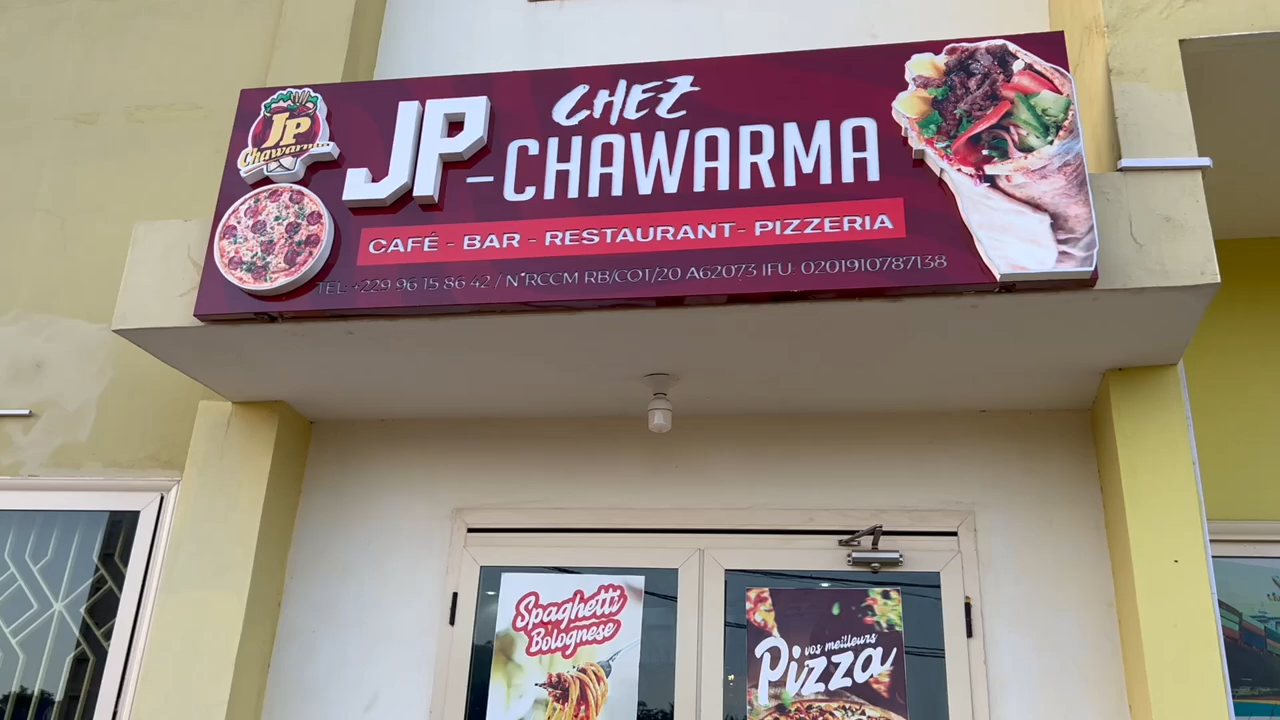 JP
Chawarma
CHEZ
JP-CHAWARMA
CAFÉ - BAR - RESTAURANT- PIZZERIA
TEL: +229 96 15 86 42 / N°RCCM RB/COT/20 A62073 IFU: 0201910787138
Spaghetti
Bolognese
vos meilleurs
Pizza